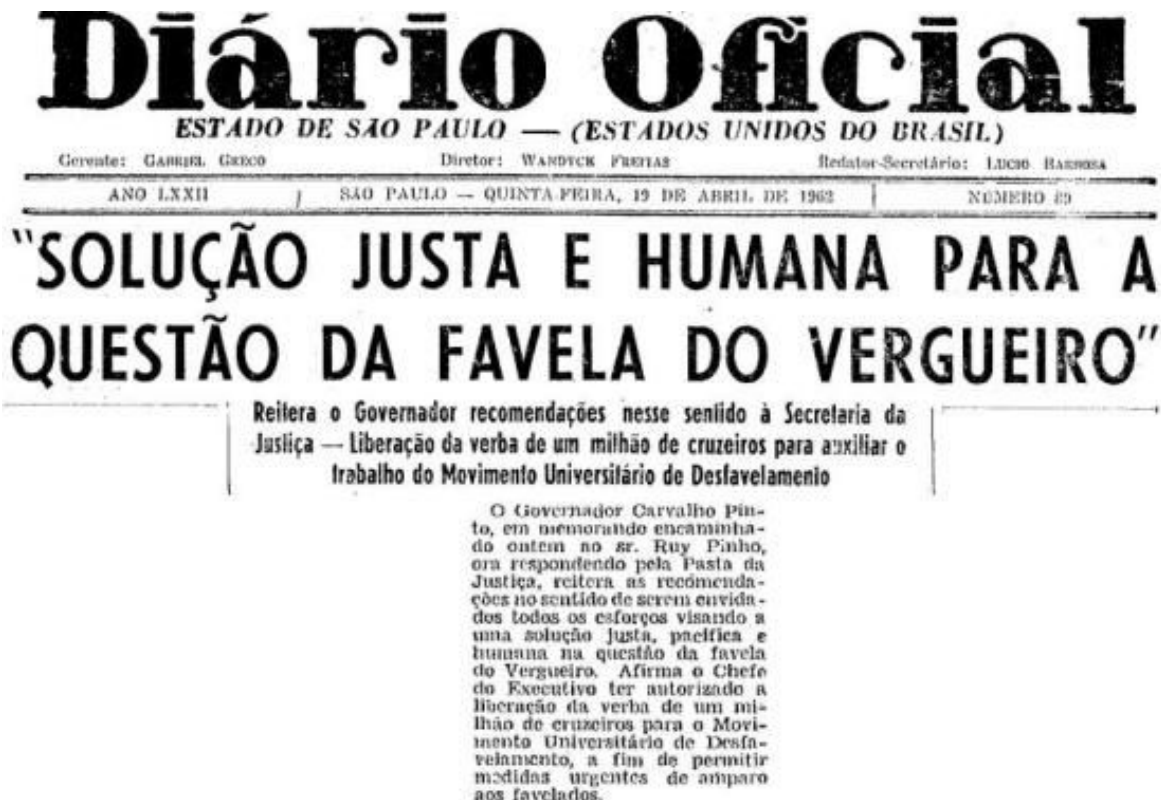 Diário Oficial
ESTADO DE SÃO PAULO — (ESTADOS UNIDOS DO BRASIL)
Gerente: GABRIEL GRECO Diretor: WANDYCK FREITAS Redator-Secretário: LUCIO BARBOSA
ANO LXXII SÃO PAULO — QUINTA-FEIRA, 19 DE ABRIL DE 1962 NÚMERO 89
"SOLUÇÃO JUSTA E HUMANA PARA A
QUESTÃO DA FAVELA DO VERGUEIRO"
Reitera o Governador recomendações nesse sentido à Secretaria da
Justiça — Liberação da verba de um milhão de cruzeiros para auxiliar o
trabalho do Movimento Universitário de Desfavelamento
O Governador Carvalho Pin-
to, em memorando encaminha-
do ontem ao sr. Ruy Pinho,
ora respondendo pela Pasta da
Justiça, reitera as recomenda-
ções no sentido de serem envida-
dos todos os esforços visando a
uma solução justa, pacífica e
humana na questão da favela
do Vergueiro. Afirma o Chefe
do Executivo ter autorizado a
liberação da verba de um mi-
lhão de cruzeiros para o Movi-
mento Universitário de Desfa-
velamento, a fim de permitir
medidas urgentes de amparo
aos favelados.